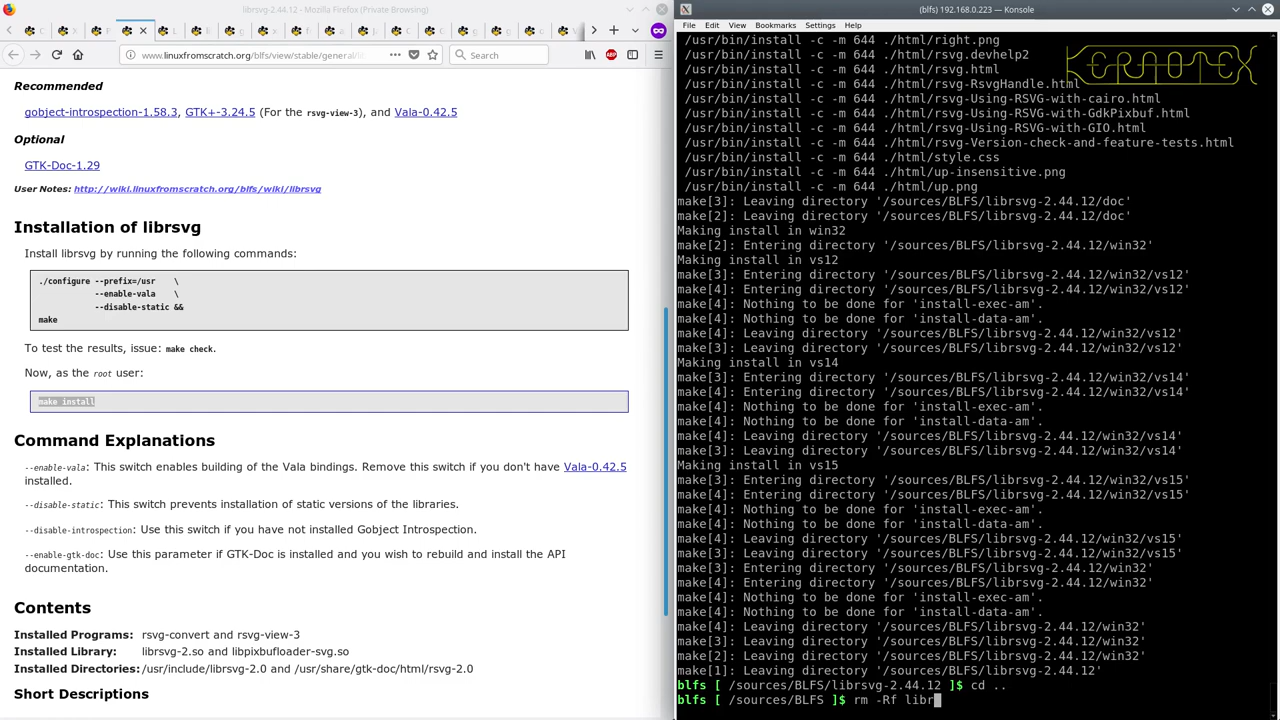 librsvg-2.44.12 - Mozilla Firefox (Private Browsing)
www.linuxfromscratch.org/blfs/view/stable/general/li
Search
Recommended
gobject-introspection-1.58.3, GTK+-3.24.5 (For the rsvg-view-3), and Vala-0.42.5
Optional
GTK-Doc-1.29
User Notes: http://wiki.linuxfromscratch.org/blfs/wiki/librsvg
Installation of librsvg
Install librsvg by running the following commands:
./configure --prefix=/usr \
--enable-vala \
--disable-static &&
make
To test the results, issue: make check.
Now, as the root user:
make install
Command Explanations
--enable-vala: This switch enables building of the Vala bindings. Remove this switch if you don't have Vala-0.42.5
installed.
--disable-static: This switch prevents installation of static versions of the libraries.
--disable-introspection: Use this switch if you have not installed Gobject Introspection.
--enable-gtk-doc: Use this parameter if GTK-Doc is installed and you wish to rebuild and install the API
documentation.
Contents
Installed Programs: rsvg-convert and rsvg-view-3
Installed Library: librsvg-2.so and libpixbufloader-svg.so
Installed Directories: /usr/include/librsvg-2.0 and /usr/share/gtk-doc/html/rsvg-2.0
Short Descriptions
(blfs) 192.168.0.223 — Konsole
File Edit View Bookmarks Settings Help
/usr/bin/install -c -m 644 ./html/right.png
/usr/bin/install -c -m 644 ./html/rsvg.devhelp2
/usr/bin/install -c -m 644 ./html/rsvg.html
/usr/bin/install -c -m 644 ./html/rsvg-RsvgHandle.html
/usr/bin/install -c -m 644 ./html/rsvg-Using-RSVG-with-cairo.html
/usr/bin/install -c -m 644 ./html/rsvg-Using-RSVG-with-GdkPixbuf.html
/usr/bin/install -c -m 644 ./html/rsvg-Using-RSVG-with-GIO.html
/usr/bin/install -c -m 644 ./html/rsvg-Version-check-and-feature-tests.html
/usr/bin/install -c -m 644 ./html/style.css
/usr/bin/install -c -m 644 ./html/up-insensitive.png
/usr/bin/install -c -m 644 ./html/up.png
make[3]: Leaving directory '/sources/BLFS/librsvg-2.44.12/doc'
make[2]: Leaving directory '/sources/BLFS/librsvg-2.44.12/doc'
Making install in win32
make[2]: Entering directory '/sources/BLFS/librsvg-2.44.12/win32'
Making install in vs12
make[3]: Entering directory '/sources/BLFS/librsvg-2.44.12/win32/vs12'
make[4]: Entering directory '/sources/BLFS/librsvg-2.44.12/win32/vs12'
make[4]: Nothing to be done for 'install-exec-am'.
make[4]: Nothing to be done for 'install-data-am'.
make[4]: Leaving directory '/sources/BLFS/librsvg-2.44.12/win32/vs12'
make[3]: Leaving directory '/sources/BLFS/librsvg-2.44.12/win32/vs12'
Making install in vs14
make[3]: Entering directory '/sources/BLFS/librsvg-2.44.12/win32/vs14'
make[4]: Entering directory '/sources/BLFS/librsvg-2.44.12/win32/vs14'
make[4]: Nothing to be done for 'install-exec-am'.
make[4]: Nothing to be done for 'install-data-am'.
make[4]: Leaving directory '/sources/BLFS/librsvg-2.44.12/win32/vs14'
make[3]: Leaving directory '/sources/BLFS/librsvg-2.44.12/win32/vs14'
Making install in vs15
make[3]: Entering directory '/sources/BLFS/librsvg-2.44.12/win32/vs15'
make[4]: Entering directory '/sources/BLFS/librsvg-2.44.12/win32/vs15'
make[4]: Nothing to be done for 'install-exec-am'.
make[4]: Nothing to be done for 'install-data-am'.
make[4]: Leaving directory '/sources/BLFS/librsvg-2.44.12/win32/vs15'
make[3]: Leaving directory '/sources/BLFS/librsvg-2.44.12/win32/vs15'
make[3]: Entering directory '/sources/BLFS/librsvg-2.44.12/win32'
make[4]: Entering directory '/sources/BLFS/librsvg-2.44.12/win32'
make[4]: Nothing to be done for 'install-exec-am'.
make[4]: Nothing to be done for 'install-data-am'.
make[4]: Leaving directory '/sources/BLFS/librsvg-2.44.12/win32'
make[3]: Leaving directory '/sources/BLFS/librsvg-2.44.12/win32'
make[2]: Leaving directory '/sources/BLFS/librsvg-2.44.12/win32'
make[1]: Leaving directory '/sources/BLFS/librsvg-2.44.12'
blfs [ /sources/BLFS/librsvg-2.44.12 ]$ cd ..
blfs [ /sources/BLFS ]$ rm -Rf libr